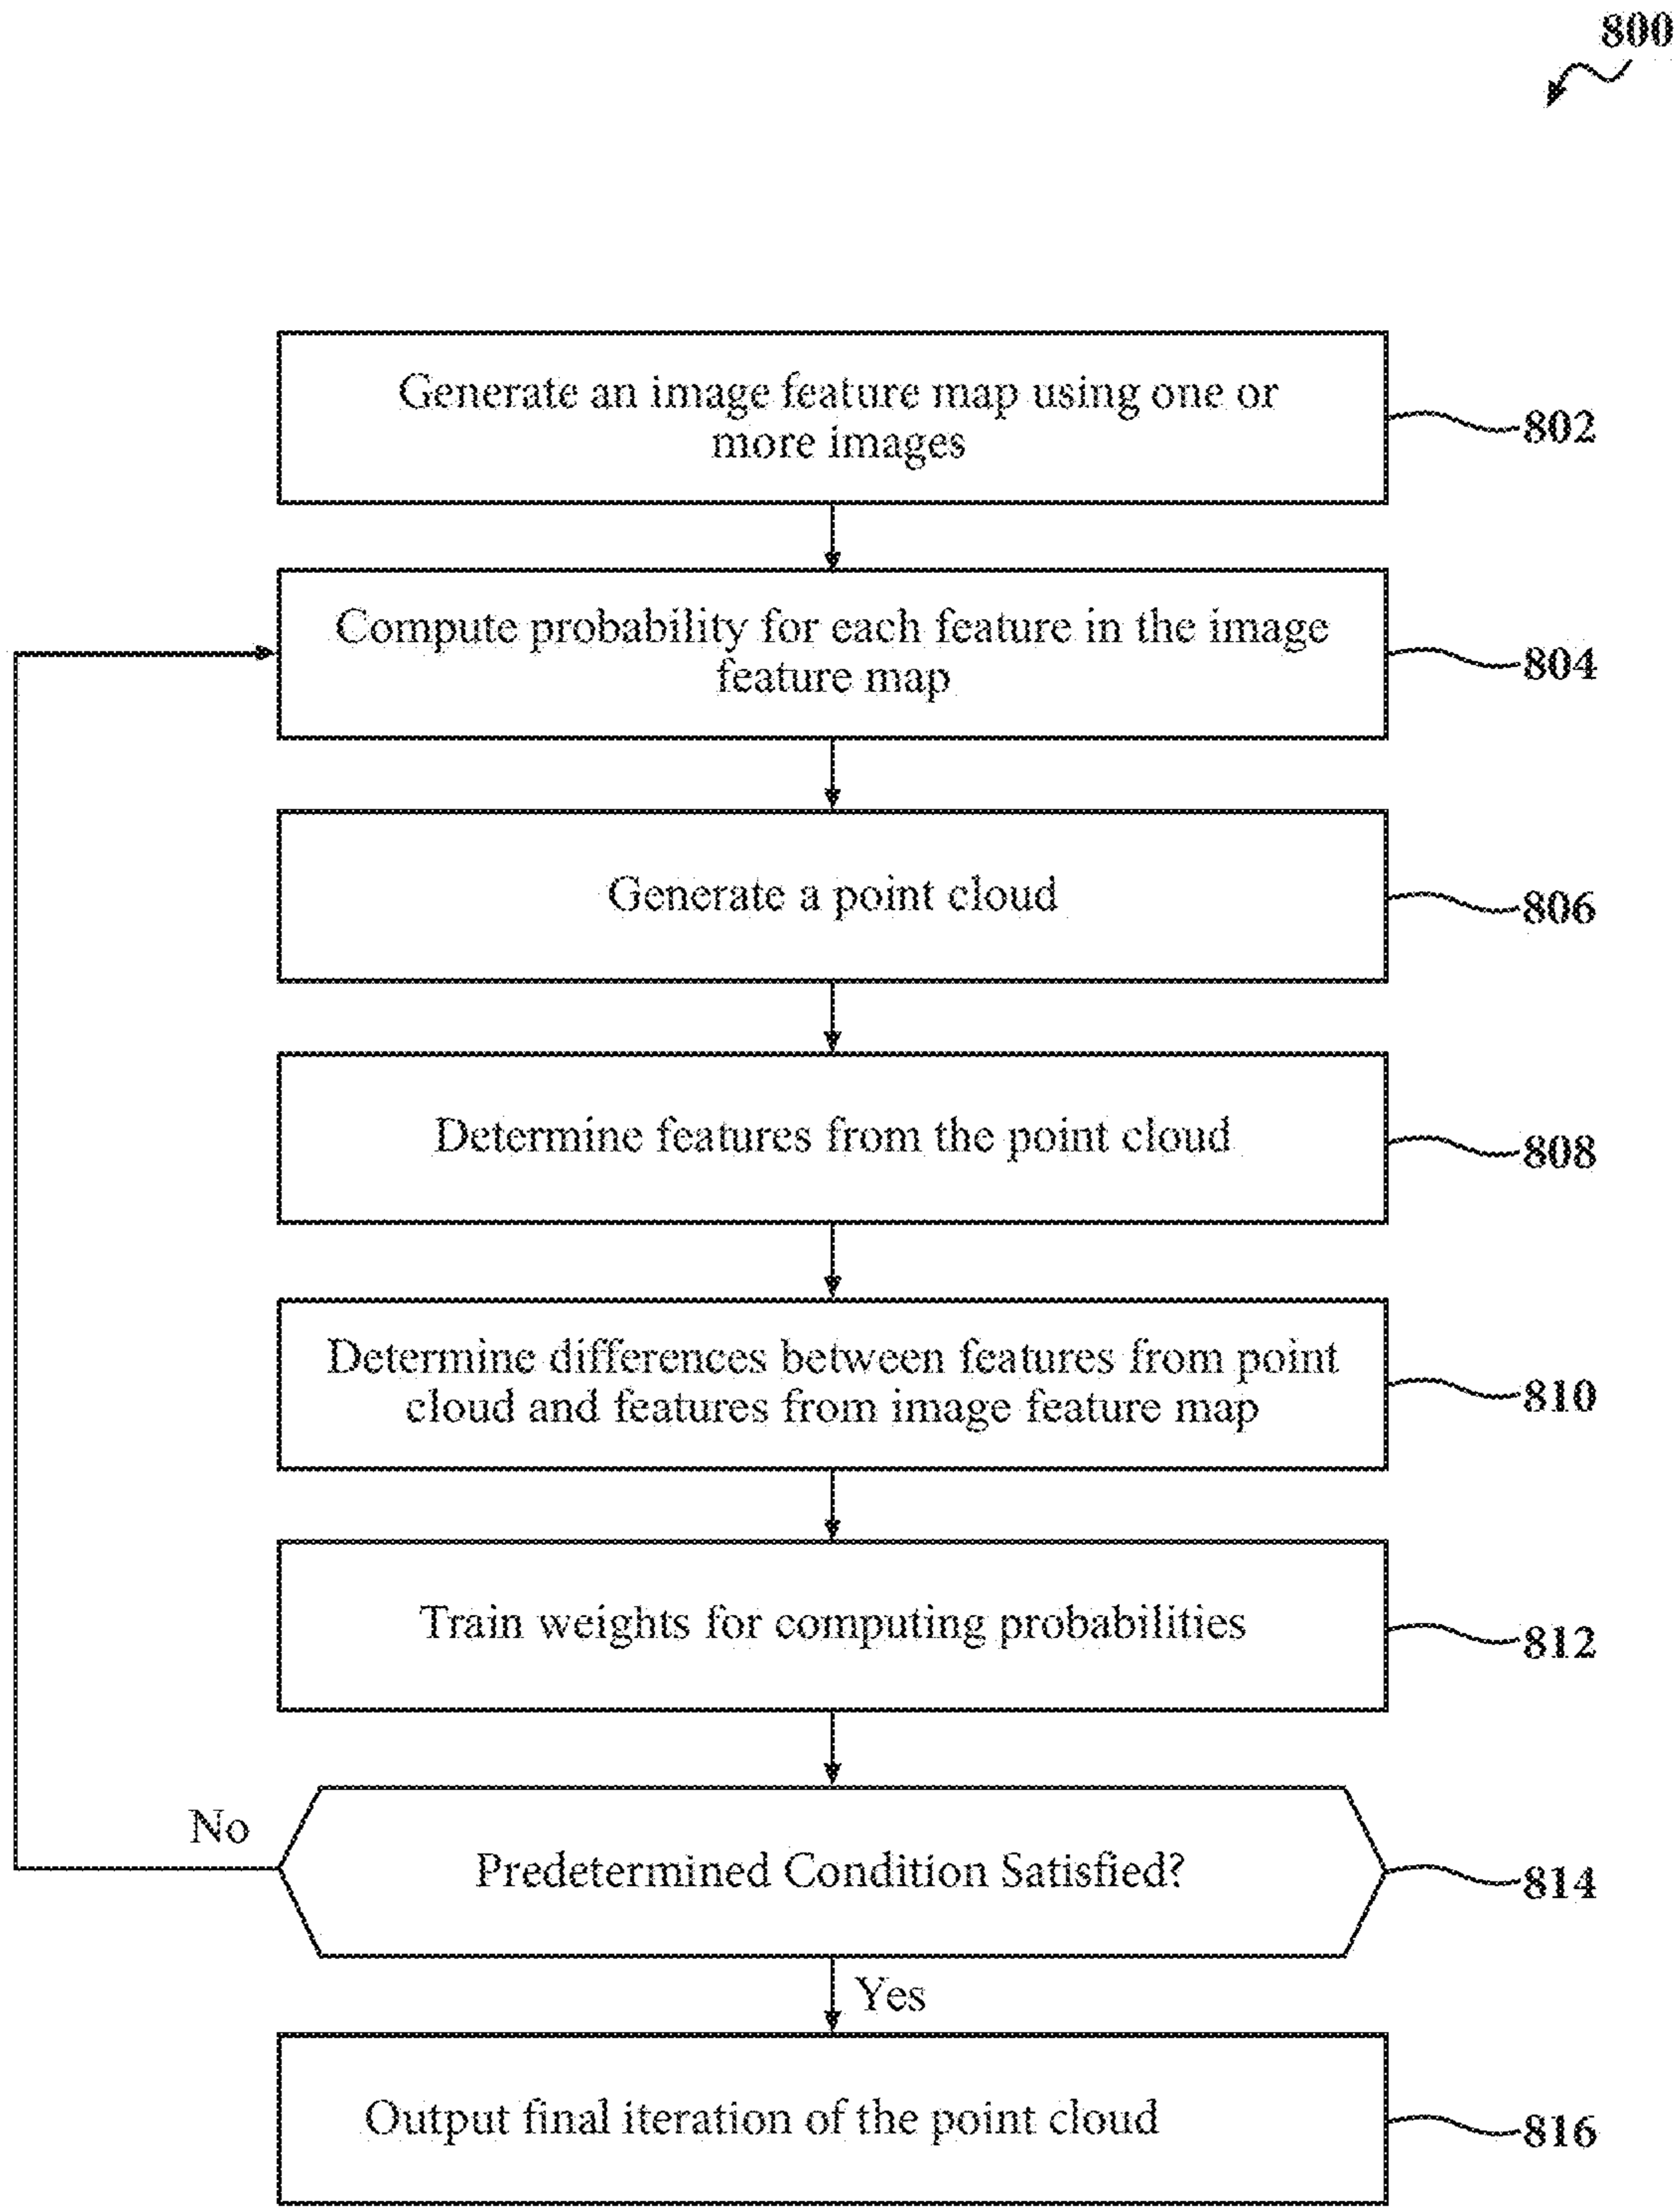 800
Generate an image feature map using one or
more images
802
Compute probability for each feature in the image
feature map
804
Generate a point cloud
806
Determine features from the point cloud
808
Determine differences between features from point
cloud and features from image feature map
810
Train weights for computing probabilities
812
No
Predetermined Condition Satisfied?
814
Yes
Output final iteration of the point cloud
816